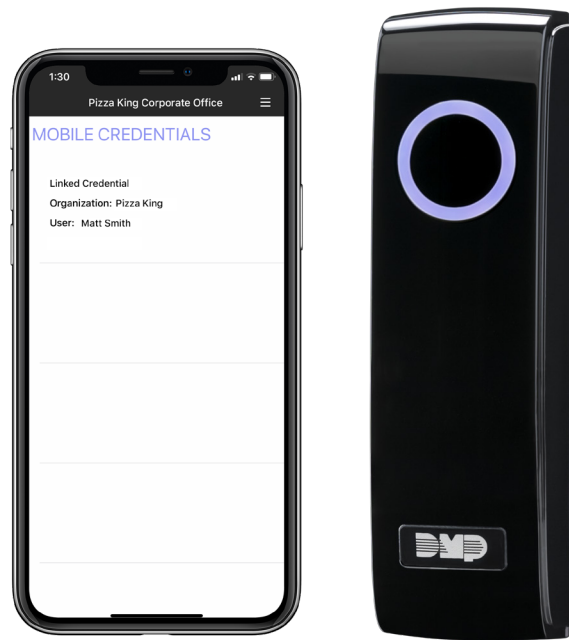 1:30
Pizza King Corporate Office
MOBILE CREDENTIALS
Linked Credential
Organization: Pizza King
User: Matt Smith
DMP